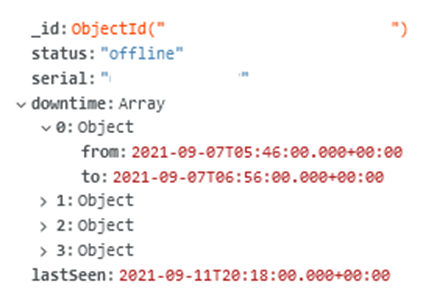 _id: ObjectId(" ")
status: "offline"
serial: " "
downtime: Array
0: Object
from: 2021-09-07T05:46:00.000+00:00
to: 2021-09-07T06:56:00.000+00:00
1: Object
2: Object
3: Object
lastSeen: 2021-09-11T20:18:00.000+00:00